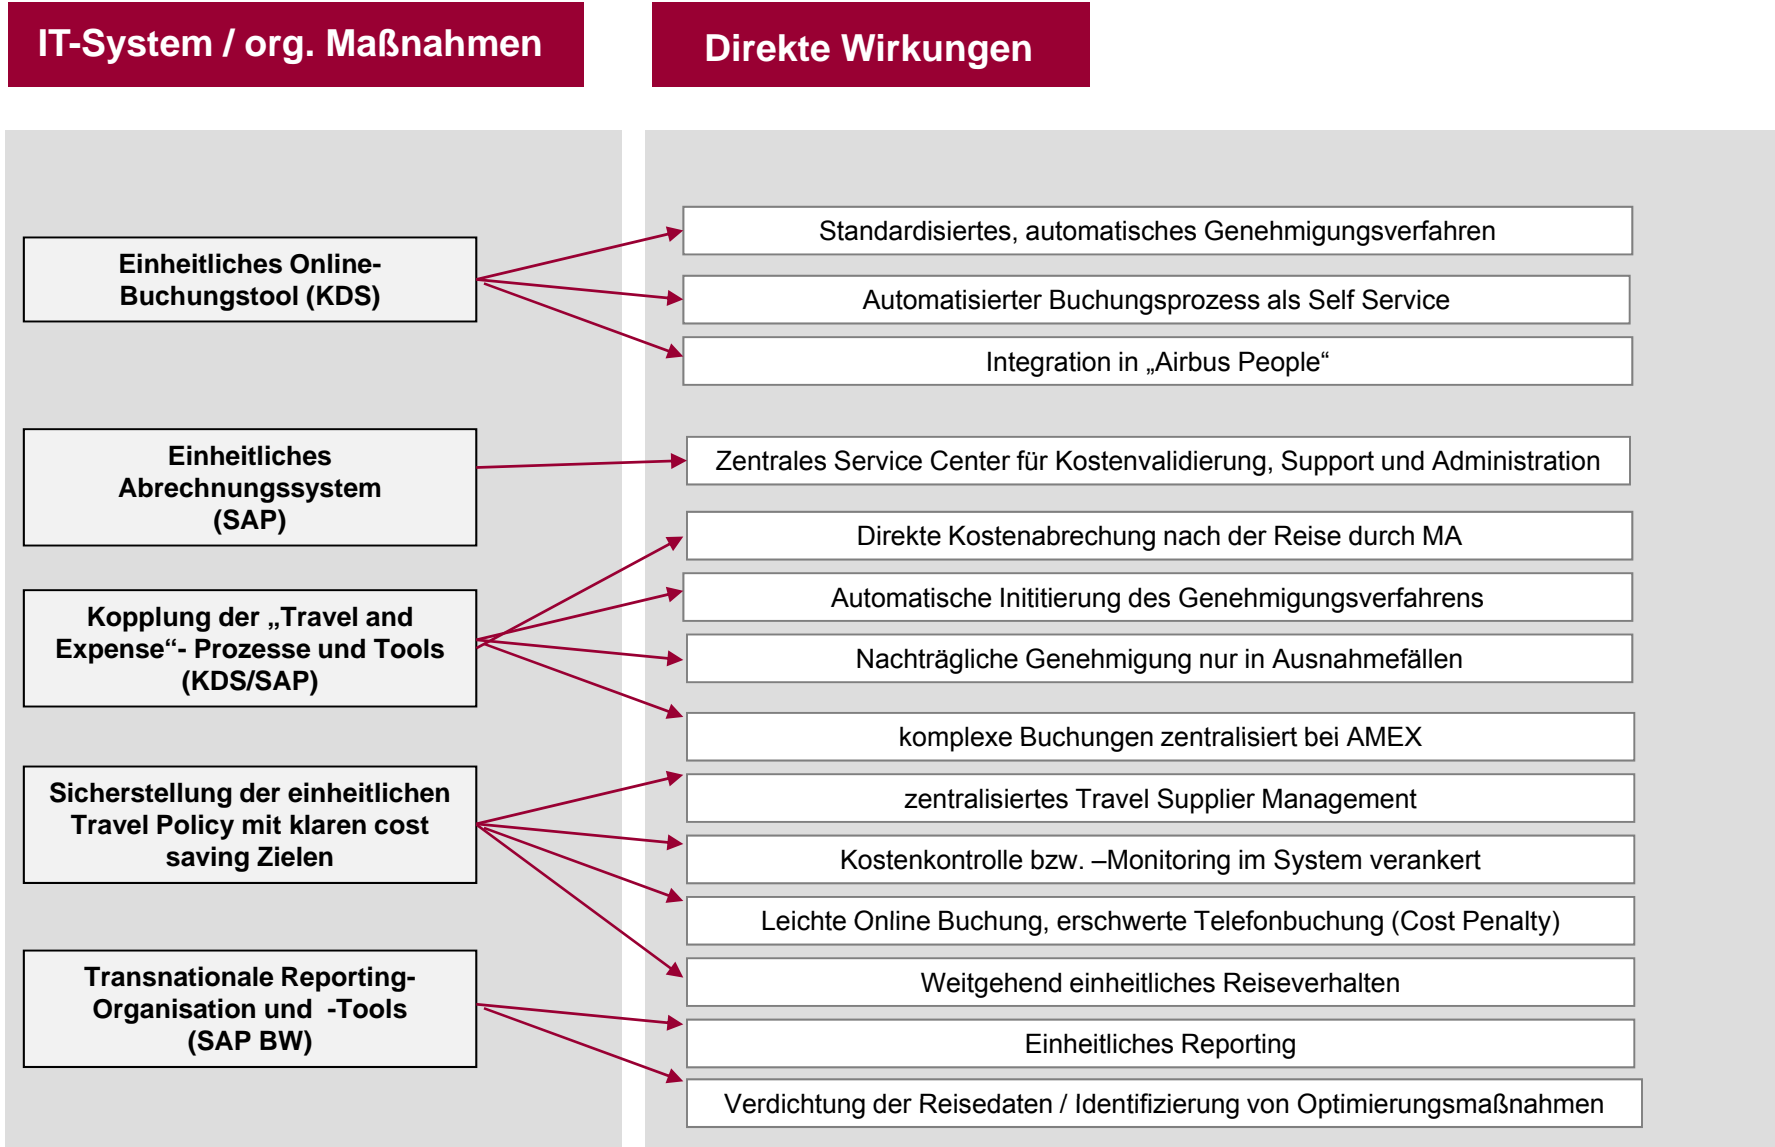 IT-System / org. Maßnahmen
Direkte Wirkungen
Einheitliches Online-
Buchungstool (KDS)
Einheitliches
Abrechnungssystem
(SAP)
Kopplung der „Travel and
Expense“- Prozesse und Tools
(KDS/SAP)
Sicherstellung der einheitlichen
Travel Policy mit klaren cost
saving Zielen
Transnationale Reporting-
Organisation und -Tools
(SAP BW)
Standardisiertes, automatisches Genehmigungsverfahren
Automatisierter Buchungsprozess als Self Service
Integration in „Airbus People“
Zentrales Service Center für Kostenvalidierung, Support und Administration
Direkte Kostenabrechung nach der Reise durch MA
Automatische Inititierung des Genehmigungsverfahrens
Nachträgliche Genehmigung nur in Ausnahmefällen
komplexe Buchungen zentralisiert bei AMEX
zentralisiertes Travel Supplier Management
Kostenkontrolle bzw. –Monitoring im System verankert
Leichte Online Buchung, erschwerte Telefonbuchung (Cost Penalty)
Weitgehend einheitliches Reiseverhalten
Einheitliches Reporting
Verdichtung der Reisedaten / Identifizierung von Optimierungsmaßnahmen